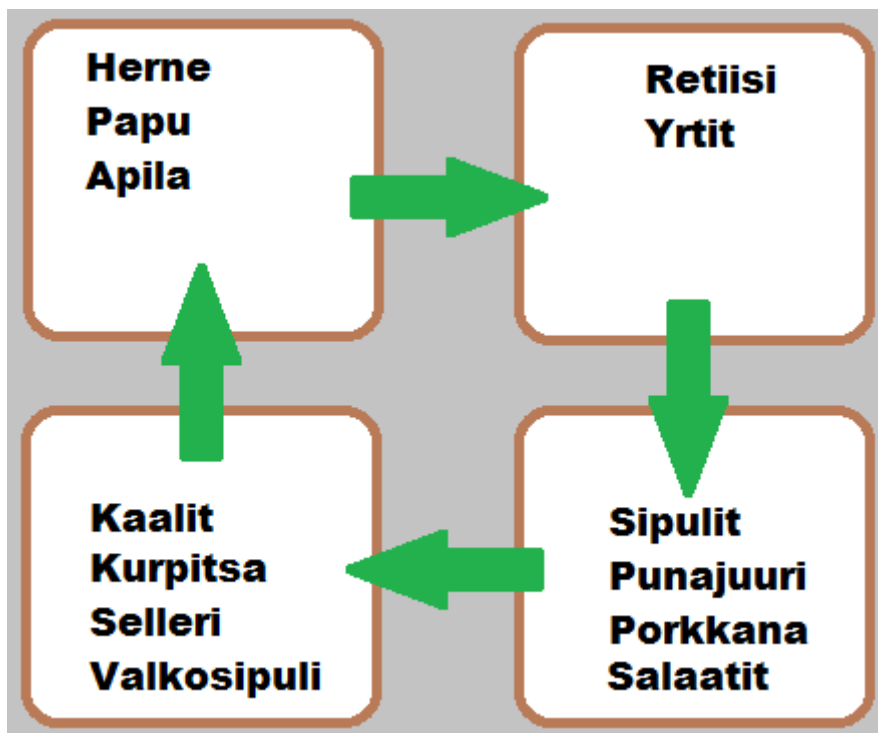 Herne
Papu
Apila
Retiisi
Yrtit
Kaalit
Kurpitsa
Selleri
Valkosipuli
Sipulit
Punajuuri
Porkkana
Salaatit